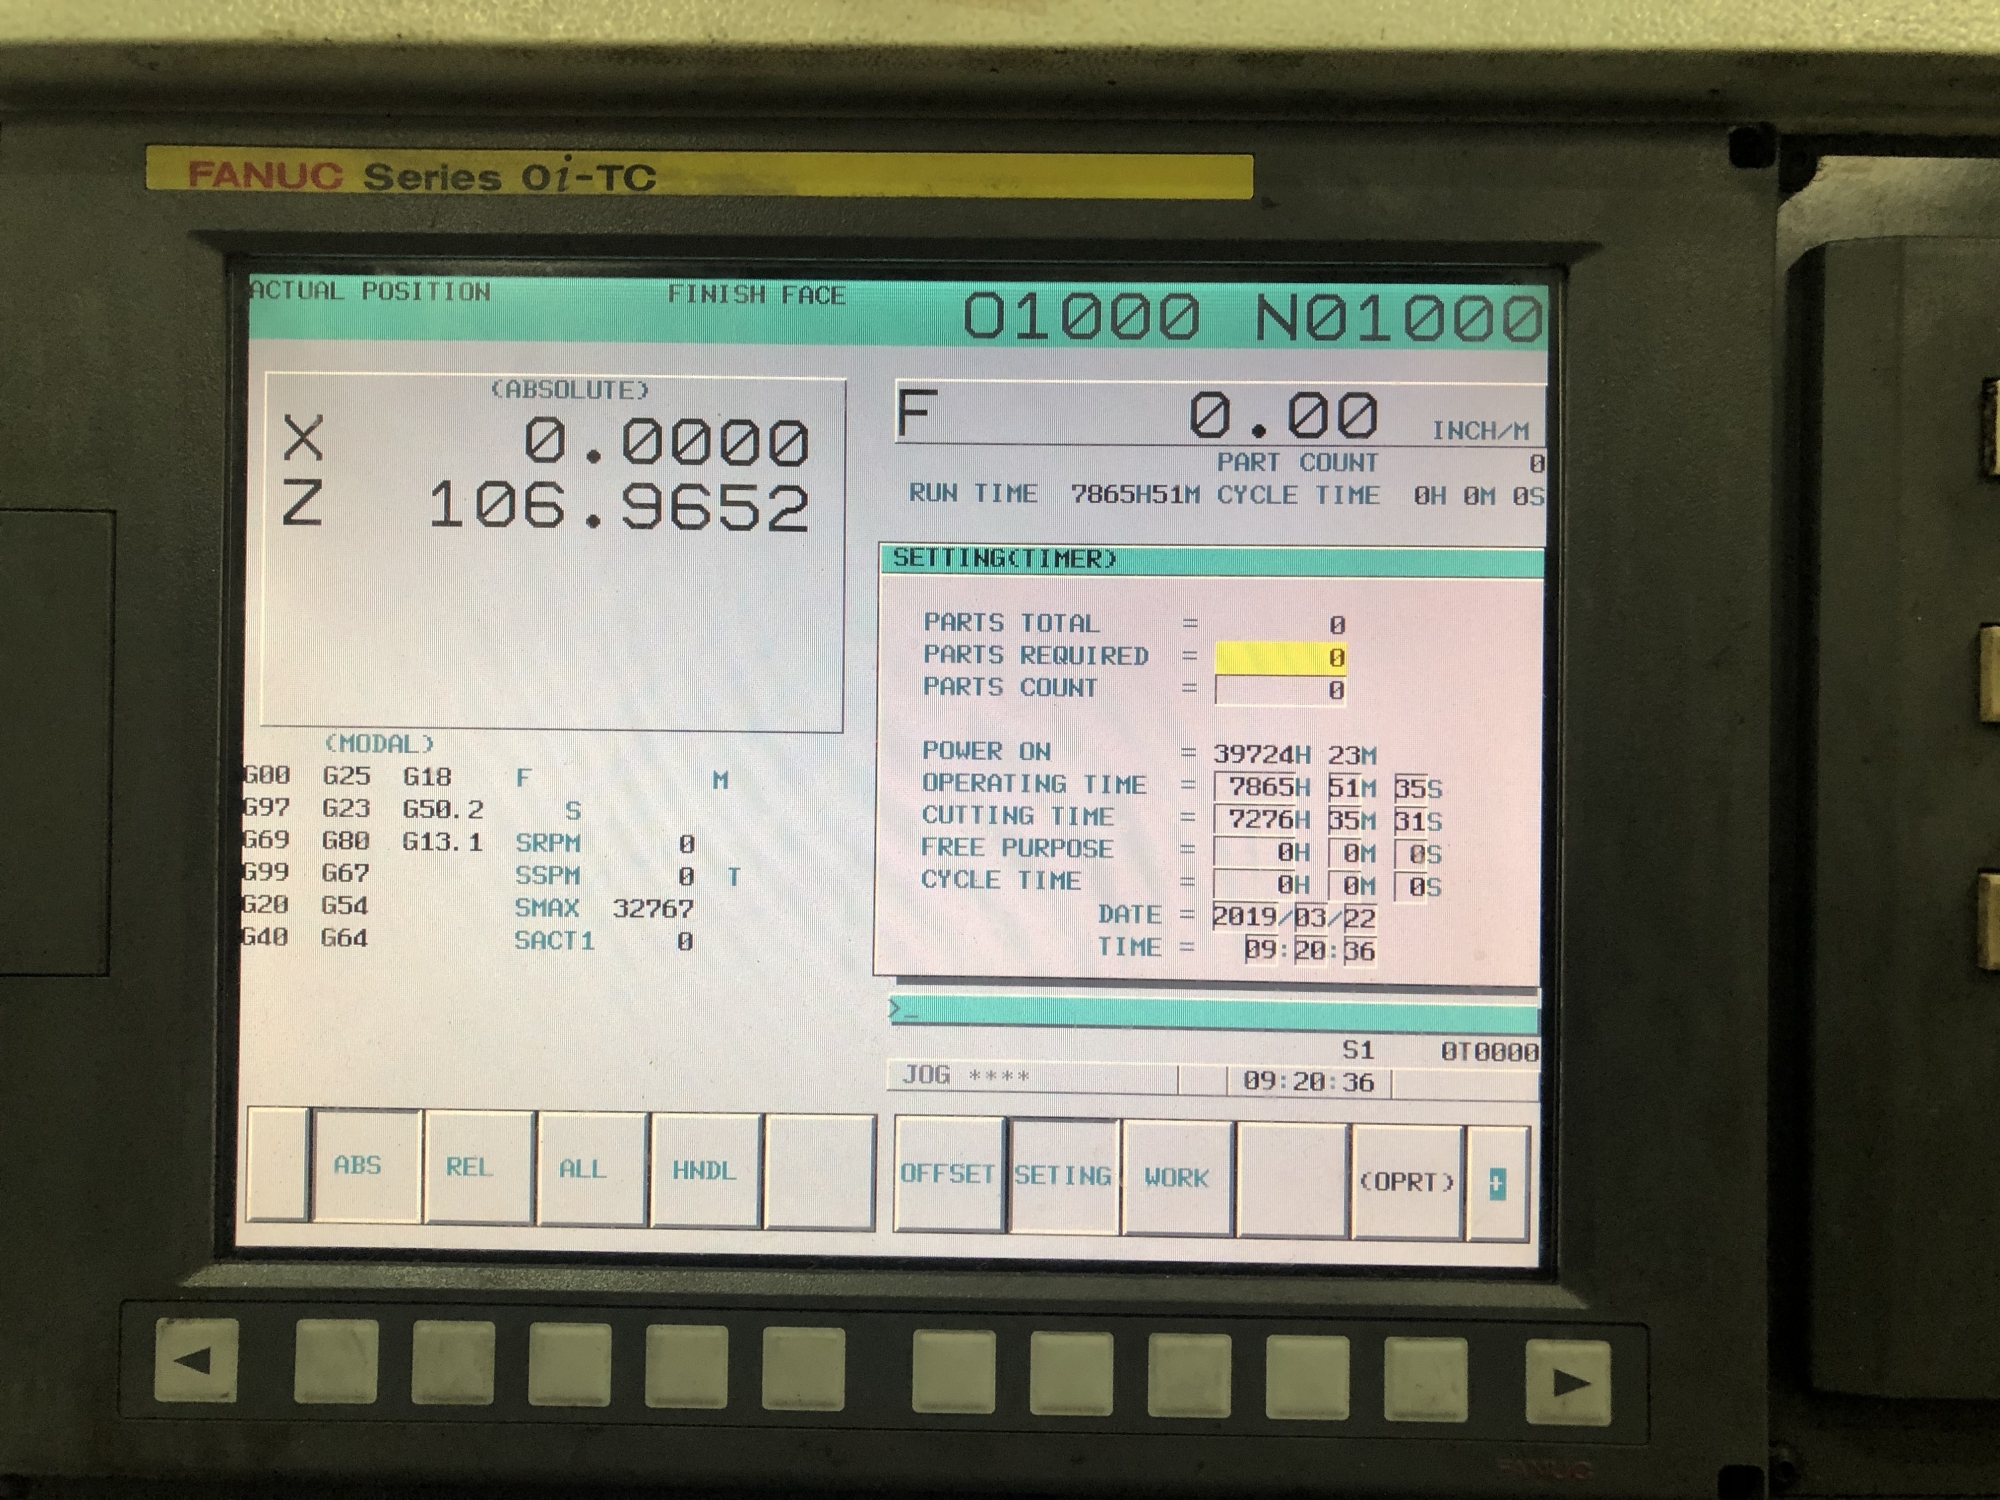 FANUC Series 0i-TC
ACTUAL POSITION FINISH FACE O1000 N01000
(ABSOLUTE)
X 0.0000
Z 106.9652
F 0.00 INCH/M
PART COUNT 0
RUN TIME 7865H51M CYCLE TIME 0H 0M 0S
SETTING(TIMER)
PARTS TOTAL = 0
PARTS REQUIRED = 0
PARTS COUNT = 0
POWER ON = 39724H 23M
OPERATING TIME = 7865H 51M 35S
CUTTING TIME = 7276H 35M 31S
FREE PURPOSE = 0H 0M 0S
CYCLE TIME = 0H 0M 0S
DATE = 2019/03/22
TIME = 09:20:36
(MODAL)
G00 G25 G18 F M
G97 G23 G50.2 S
G69 G80 G13.1 SRPM 0
G99 G67 SSPM 0 T
G20 G54 SMAX 32767
G40 G64 SACT1 0
>_
S1 0T0000
JOG **** 09:20:36
ABS REL ALL HNDL OFFSET SETING WORK (OPRT) +
FANUC